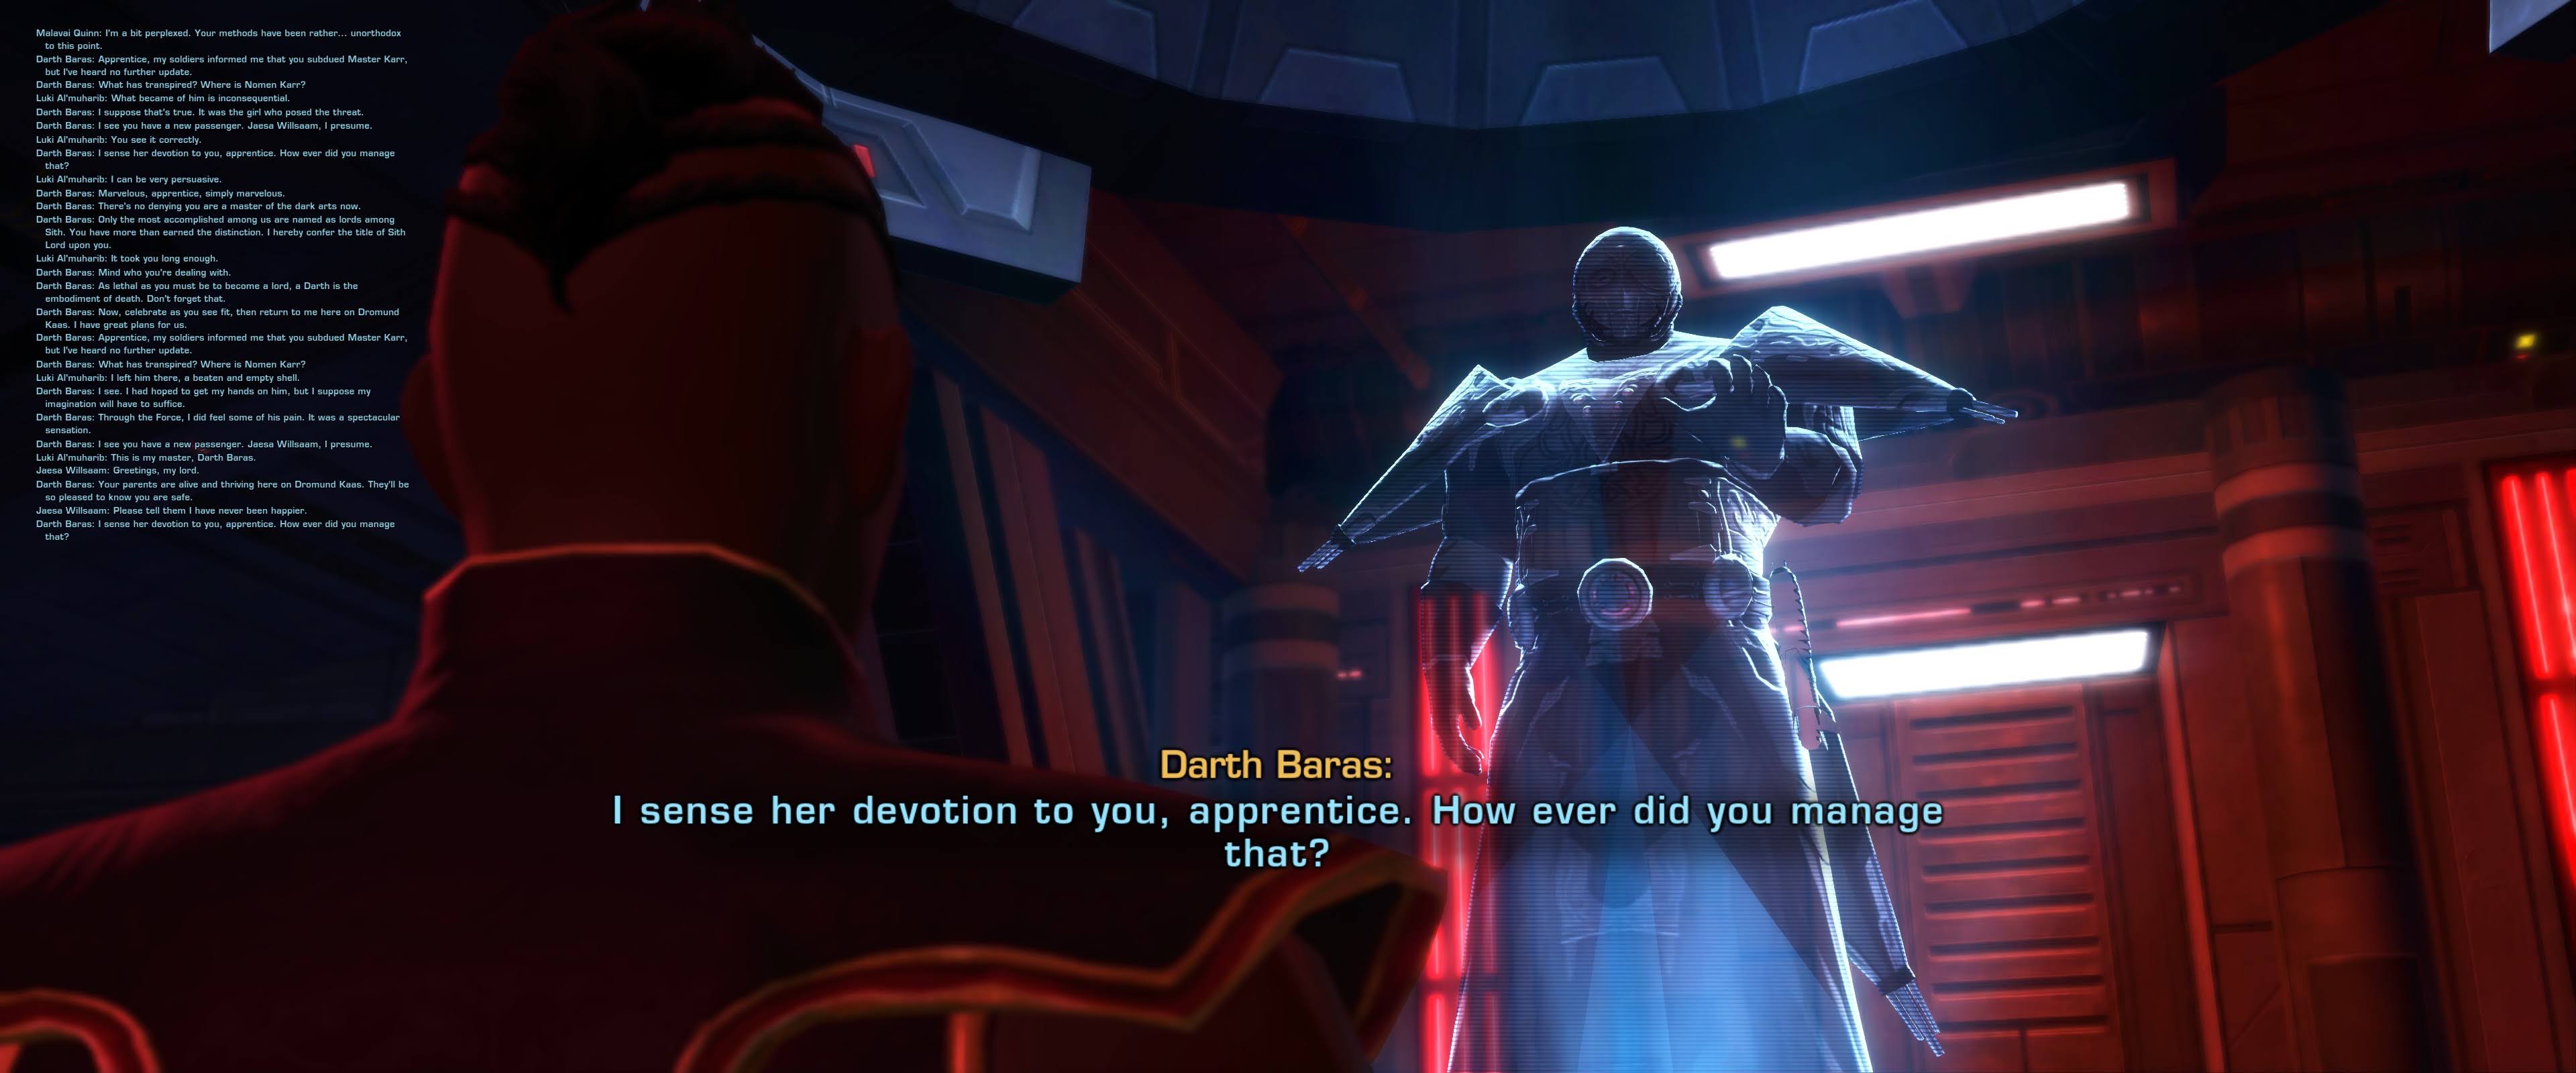 Malavai Quinn: I'm a bit perplexed. Your methods have been rather... unorthodox
to this point.
Darth Baras: Apprentice, my soldiers informed me that you subdued Master Karr,
but I've heard no further update.
Darth Baras: What has transpired? Where is Nomen Karr?
Luki Al'muharib: What became of him is inconsequential.
Darth Baras: I suppose that's true. It was the girl who posed the threat.
Darth Baras: I see you have a new passenger. Jaesa Willsaam, I presume.
Luki Al'muharib: You see it correctly.
Darth Baras: I sense her devotion to you, apprentice. How ever did you manage
that?
Luki Al'muharib: I can be very persuasive.
Darth Baras: Marvelous, apprentice, simply marvelous.
Darth Baras: There's no denying you are a master of the dark arts now.
Darth Baras: Only the most accomplished among us are named as lords among
Sith. You have more than earned the distinction. I hereby confer the title of Sith
Lord upon you.
Luki Al'muharib: It took you long enough.
Darth Baras: Mind who you're dealing with.
Darth Baras: As lethal as you must be to become a lord, a Darth is the
embodiment of death. Don't forget that.
Darth Baras: Now, celebrate as you see fit, then return to me here on Dromund
Kaas. I have great plans for us.
Darth Baras: Apprentice, my soldiers informed me that you subdued Master Karr,
but I've heard no further update.
Darth Baras: What has transpired? Where is Nomen Karr?
Luki Al'muharib: I left him there, a beaten and empty shell.
Darth Baras: I see. I had hoped to get my hands on him, but I suppose my
imagination will have to suffice.
Darth Baras: Through the Force, I did feel some of his pain. It was a spectacular
sensation.
Darth Baras: I see you have a new passenger. Jaesa Willsaam, I presume.
Luki Al'muharib: This is my master, Darth Baras.
Jaesa Willsaam: Greetings, my lord.
Darth Baras: Your parents are alive and thriving here on Dromund Kaas. They'll be
so pleased to know you are safe.
Jaesa Willsaam: Please tell them I have never been happier.
Darth Baras: I sense her devotion to you, apprentice. How ever did you manage
that?
Darth Baras:
I sense her devotion to you, apprentice. How ever did you manage
that?